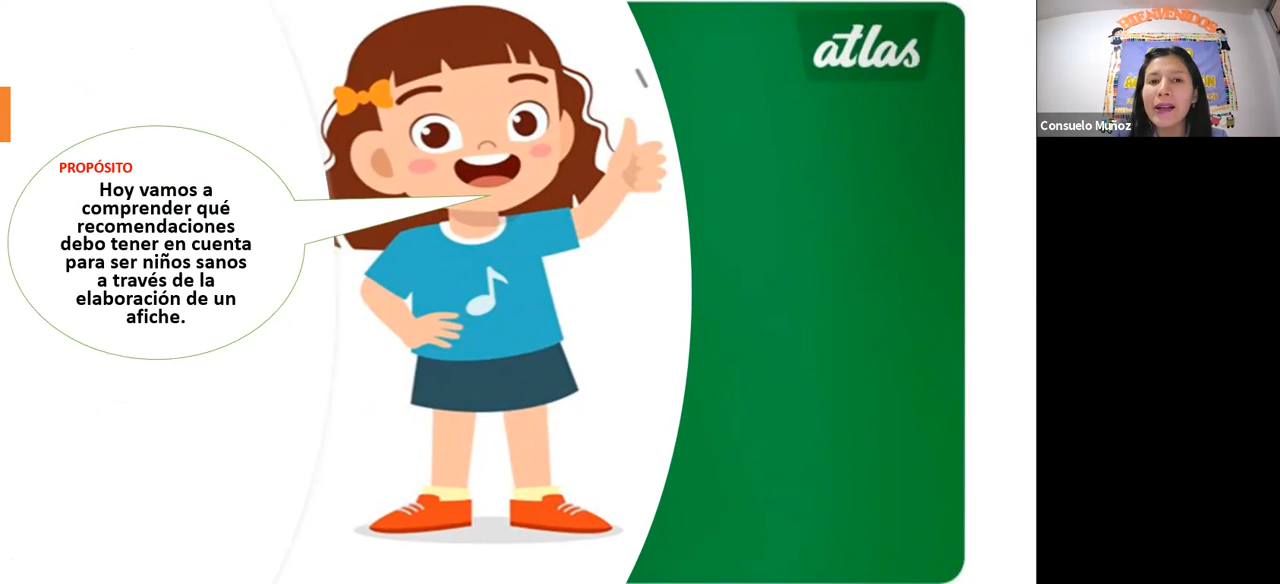 PROPÓSITO
Hoy vamos a
comprender qué
recomendaciones
debo tener en cuenta
para ser niños sanos
a través de la
elaboración de un
afiche.
atlas
BIENVENIDOS
Consuelo Muñoz